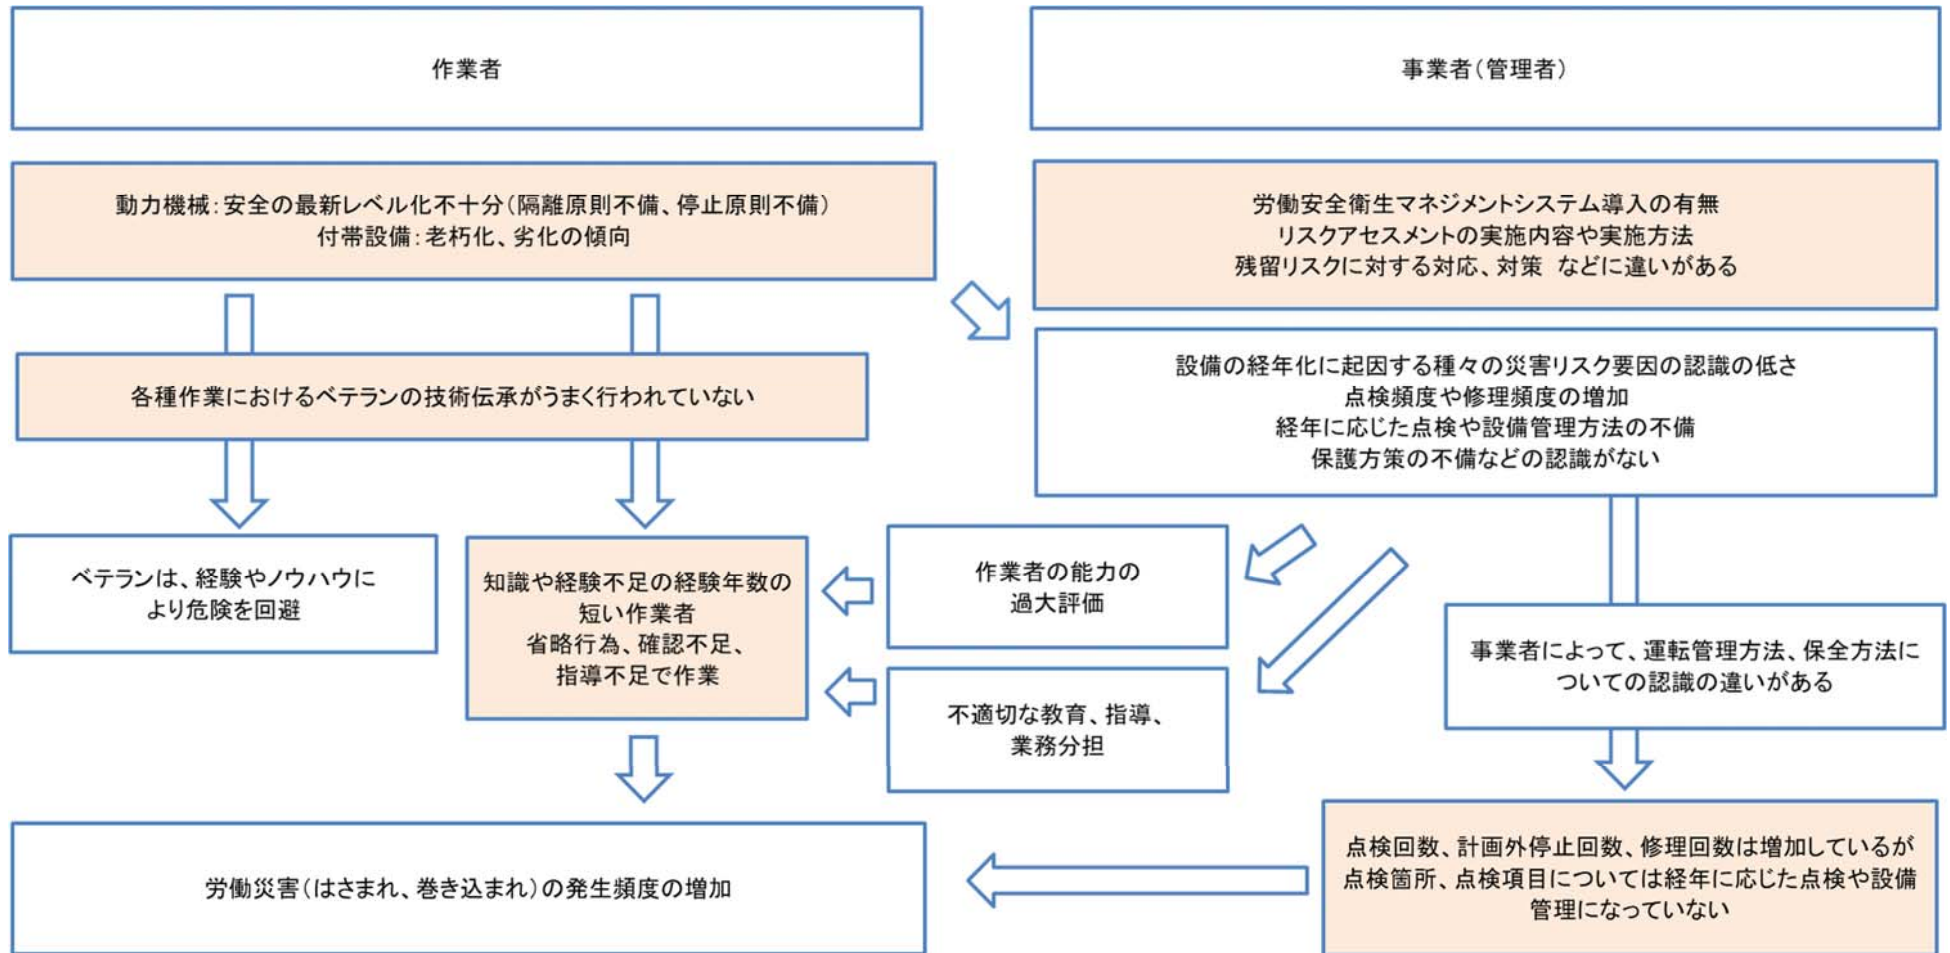 作業者
事業者(管理者)
動力機械:安全の最新レベル化不十分(隔離原則不備、停止原則不備)
付帯設備:老朽化、劣化の傾向
労働安全衛生マネジメントシステム導入の有無
リスクアセスメントの実施内容や実施方法
残留リスクに対する対応、対策 などに違いがある
各種作業におけるベテランの技術伝承がうまく行われていない
設備の経年化に起因する種々の災害リスク要因の認識の低さ
点検頻度や修理頻度の増加
経年に応じた点検や設備管理方法の不備
保護方策の不備などの認識がない
ベテランは、経験やノウハウに
より危険を回避
知識や経験不足の経験年数の
短い作業者
省略行為、確認不足、
指導不足で作業
作業者の能力の
過大評価
不適切な教育、指導、
業務分担
事業者によって、運転管理方法、保全方法に
ついての認識の違いがある
労働災害(はさまれ、巻き込まれ)の発生頻度の増加
点検回数、計画外停止回数、修理回数は増加しているが
点検箇所、点検項目については経年に応じた点検や設備
管理になっていない